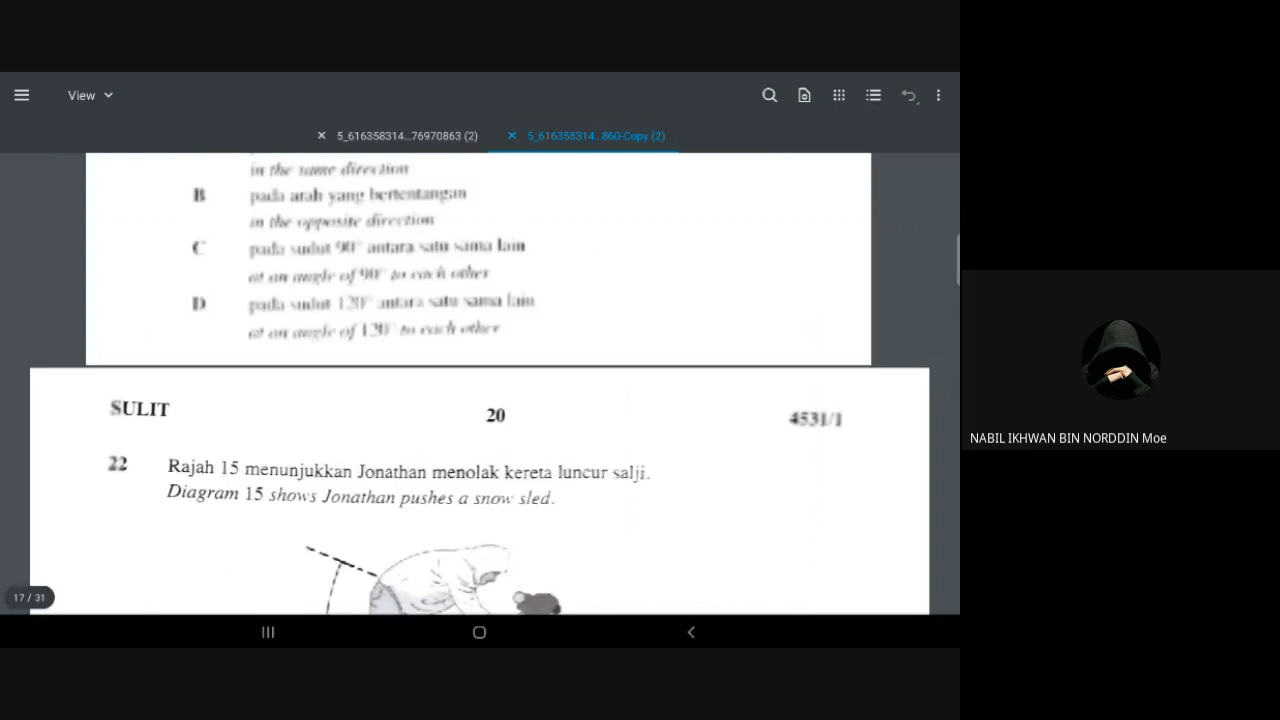 View
5_616358314...76970863 (2)
5_616358314...860-Copy (2)
in the same direction
B pada arah yang bertentangan
in the opposite direction
C pada sudut 90° antara satu sama lain
at an angle of 90° to each other
D pada sudut 120° antara satu sama lain
at an angle of 120° to each other
SULIT 20 4531/1
22 Rajah 15 menunjukkan Jonathan menolak kereta luncur salji.
Diagram 15 shows Jonathan pushes a snow sled.
17 / 31
NABIL IKHWAN BIN NORDDIN Moe